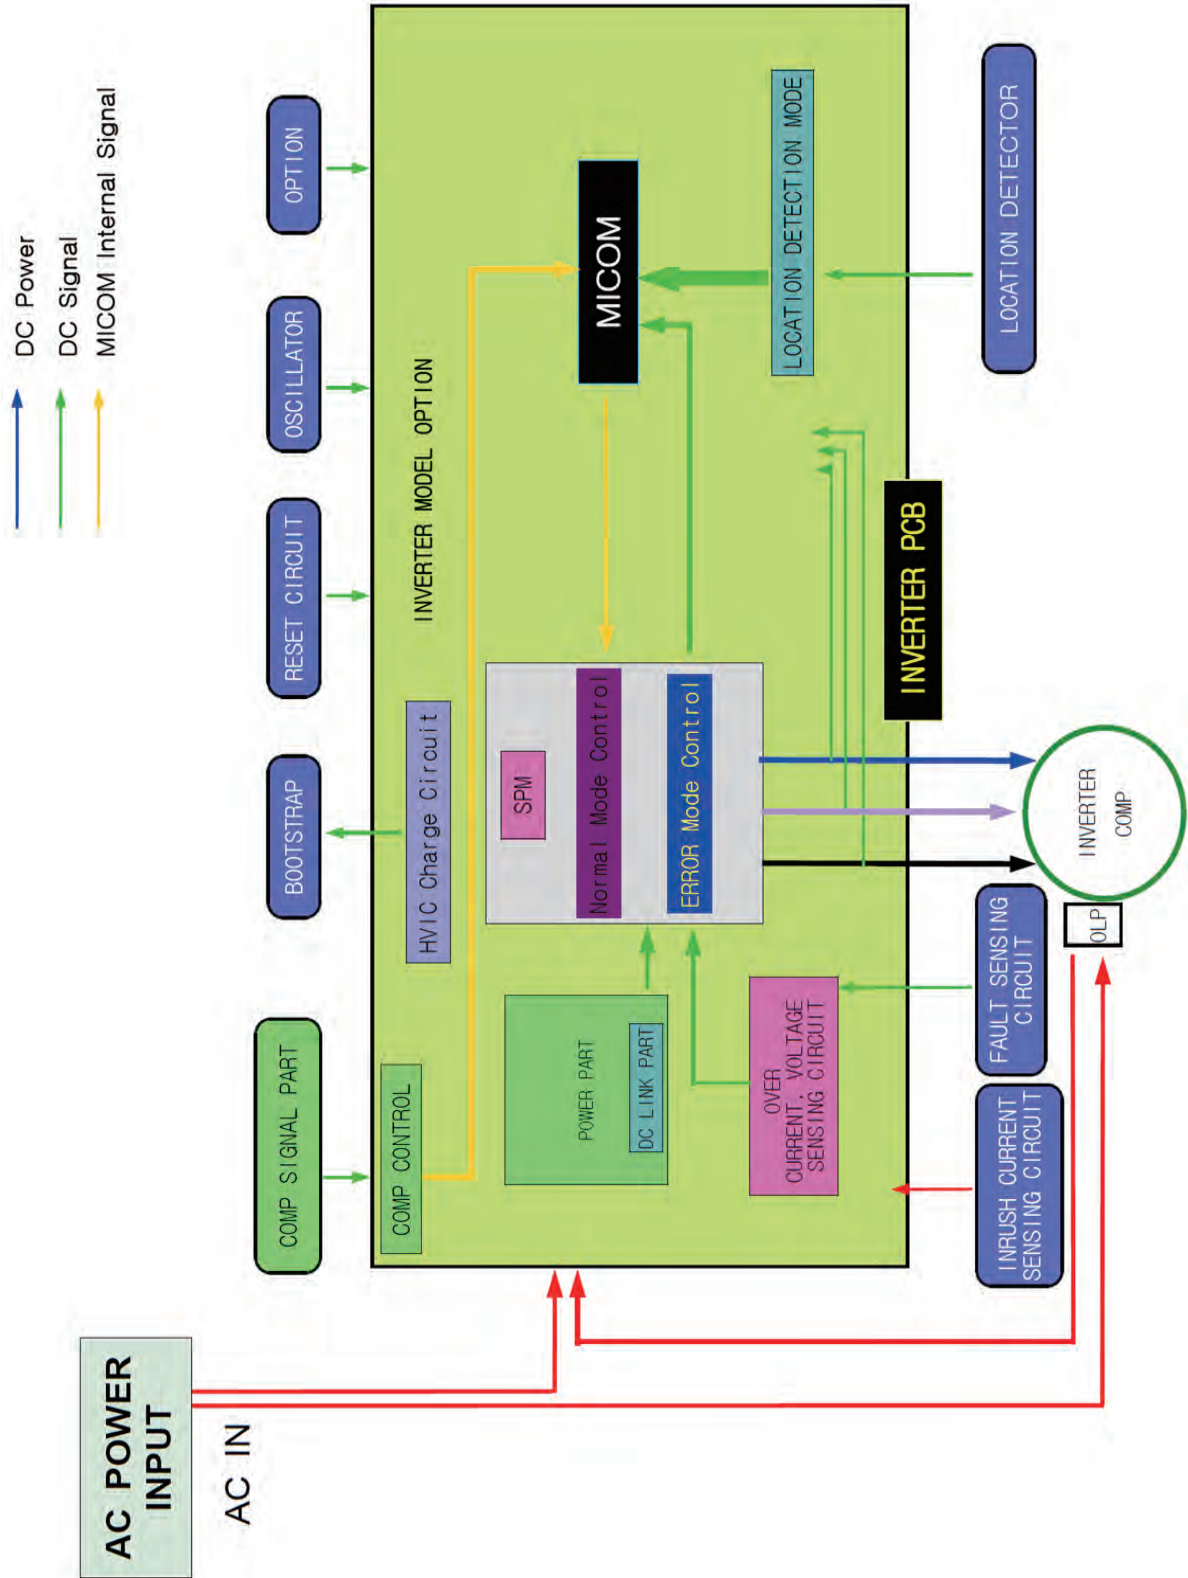 DC Power
DC Signal
MICOM Internal Signal
AC POWER
INPUT
AC IN
COMP SIGNAL PART
BOOTSTRAP
RESET CIRCUIT
OSCILLATOR
OPTION
COMP CONTROL
HVIC Charge Circuit
INVERTER MODEL OPTION
POWER PART
DC LINK PART
SPM
Normal Mode Control
ERROR Mode Control
MICOM
OVER
CURRENT, VOLTAGE
SENSING CIRCUIT
LOCATION DETECTION MODE
INVERTER PCB
INRUSH CURRENT
SENSING CIRCUIT
FAULT SENSING
CIRCUIT
OLP
INVERTER
COMP
LOCATION DETECTOR